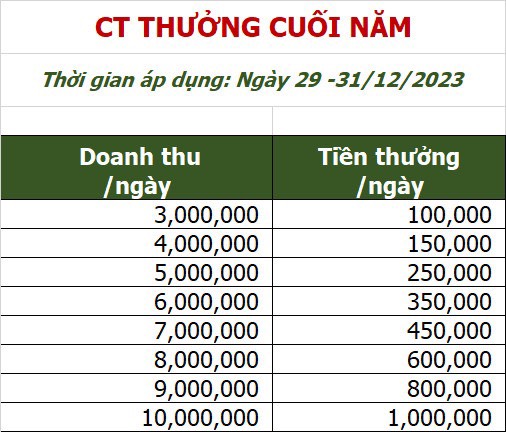 CT THƯỞNG CUỐI NĂM
Thời gian áp dụng: Ngày 29 -31/12/2023
Doanh thu /ngày Tiền thưởng /ngày
3,000,000 100,000
4,000,000 150,000
5,000,000 250,000
6,000,000 350,000
7,000,000 450,000
8,000,000 600,000
9,000,000 800,000
10,000,000 1,000,000